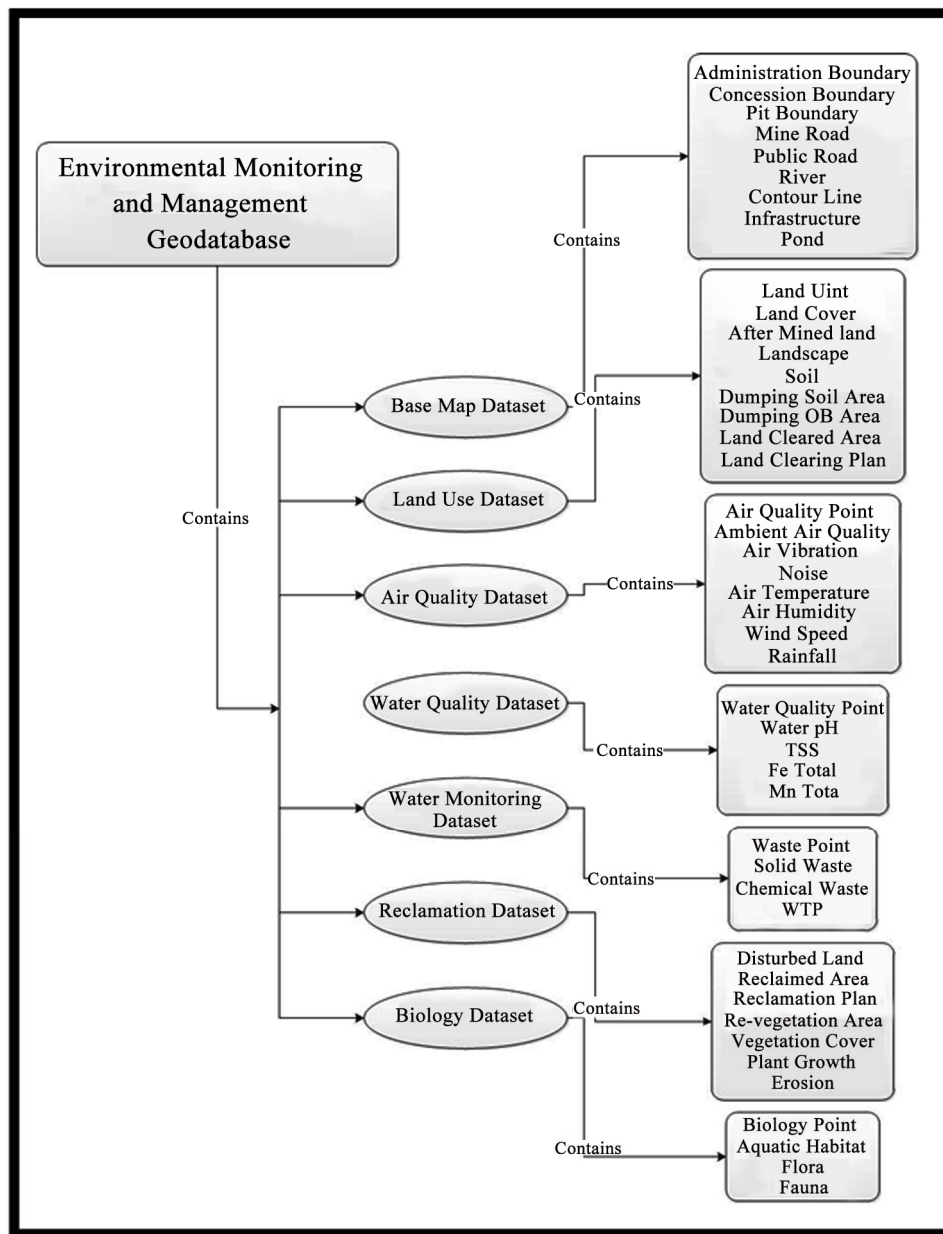 Environmental Monitoring
and Management
Geodatabase
Contains
Base Map Dataset
Contains
Administration Boundary
Concession Boundary
Pit Boundary
Mine Road
Public Road
River
Contour Line
Infrastructure
Pond
Land Use Dataset
Contains
Land Uint
Land Cover
After Mined land
Landscape
Soil
Dumping Soil Area
Dumping OB Area
Land Cleared Area
Land Clearing Plan
Air Quality Dataset
Contains
Air Quality Point
Ambient Air Quality
Air Vibration
Noise
Air Temperature
Air Humidity
Wind Speed
Rainfall
Water Quality Dataset
Contains
Water Quality Point
Water pH
TSS
Fe Total
Mn Tota
Water Monitoring
Dataset
Contains
Waste Point
Solid Waste
Chemical Waste
WTP
Reclamation Dataset
Contains
Disturbed Land
Reclaimed Area
Reclamation Plan
Re-vegetation Area
Vegetation Cover
Plant Growth
Erosion
Biology Dataset
Contains
Biology Point
Aquatic Habitat
Flora
Fauna